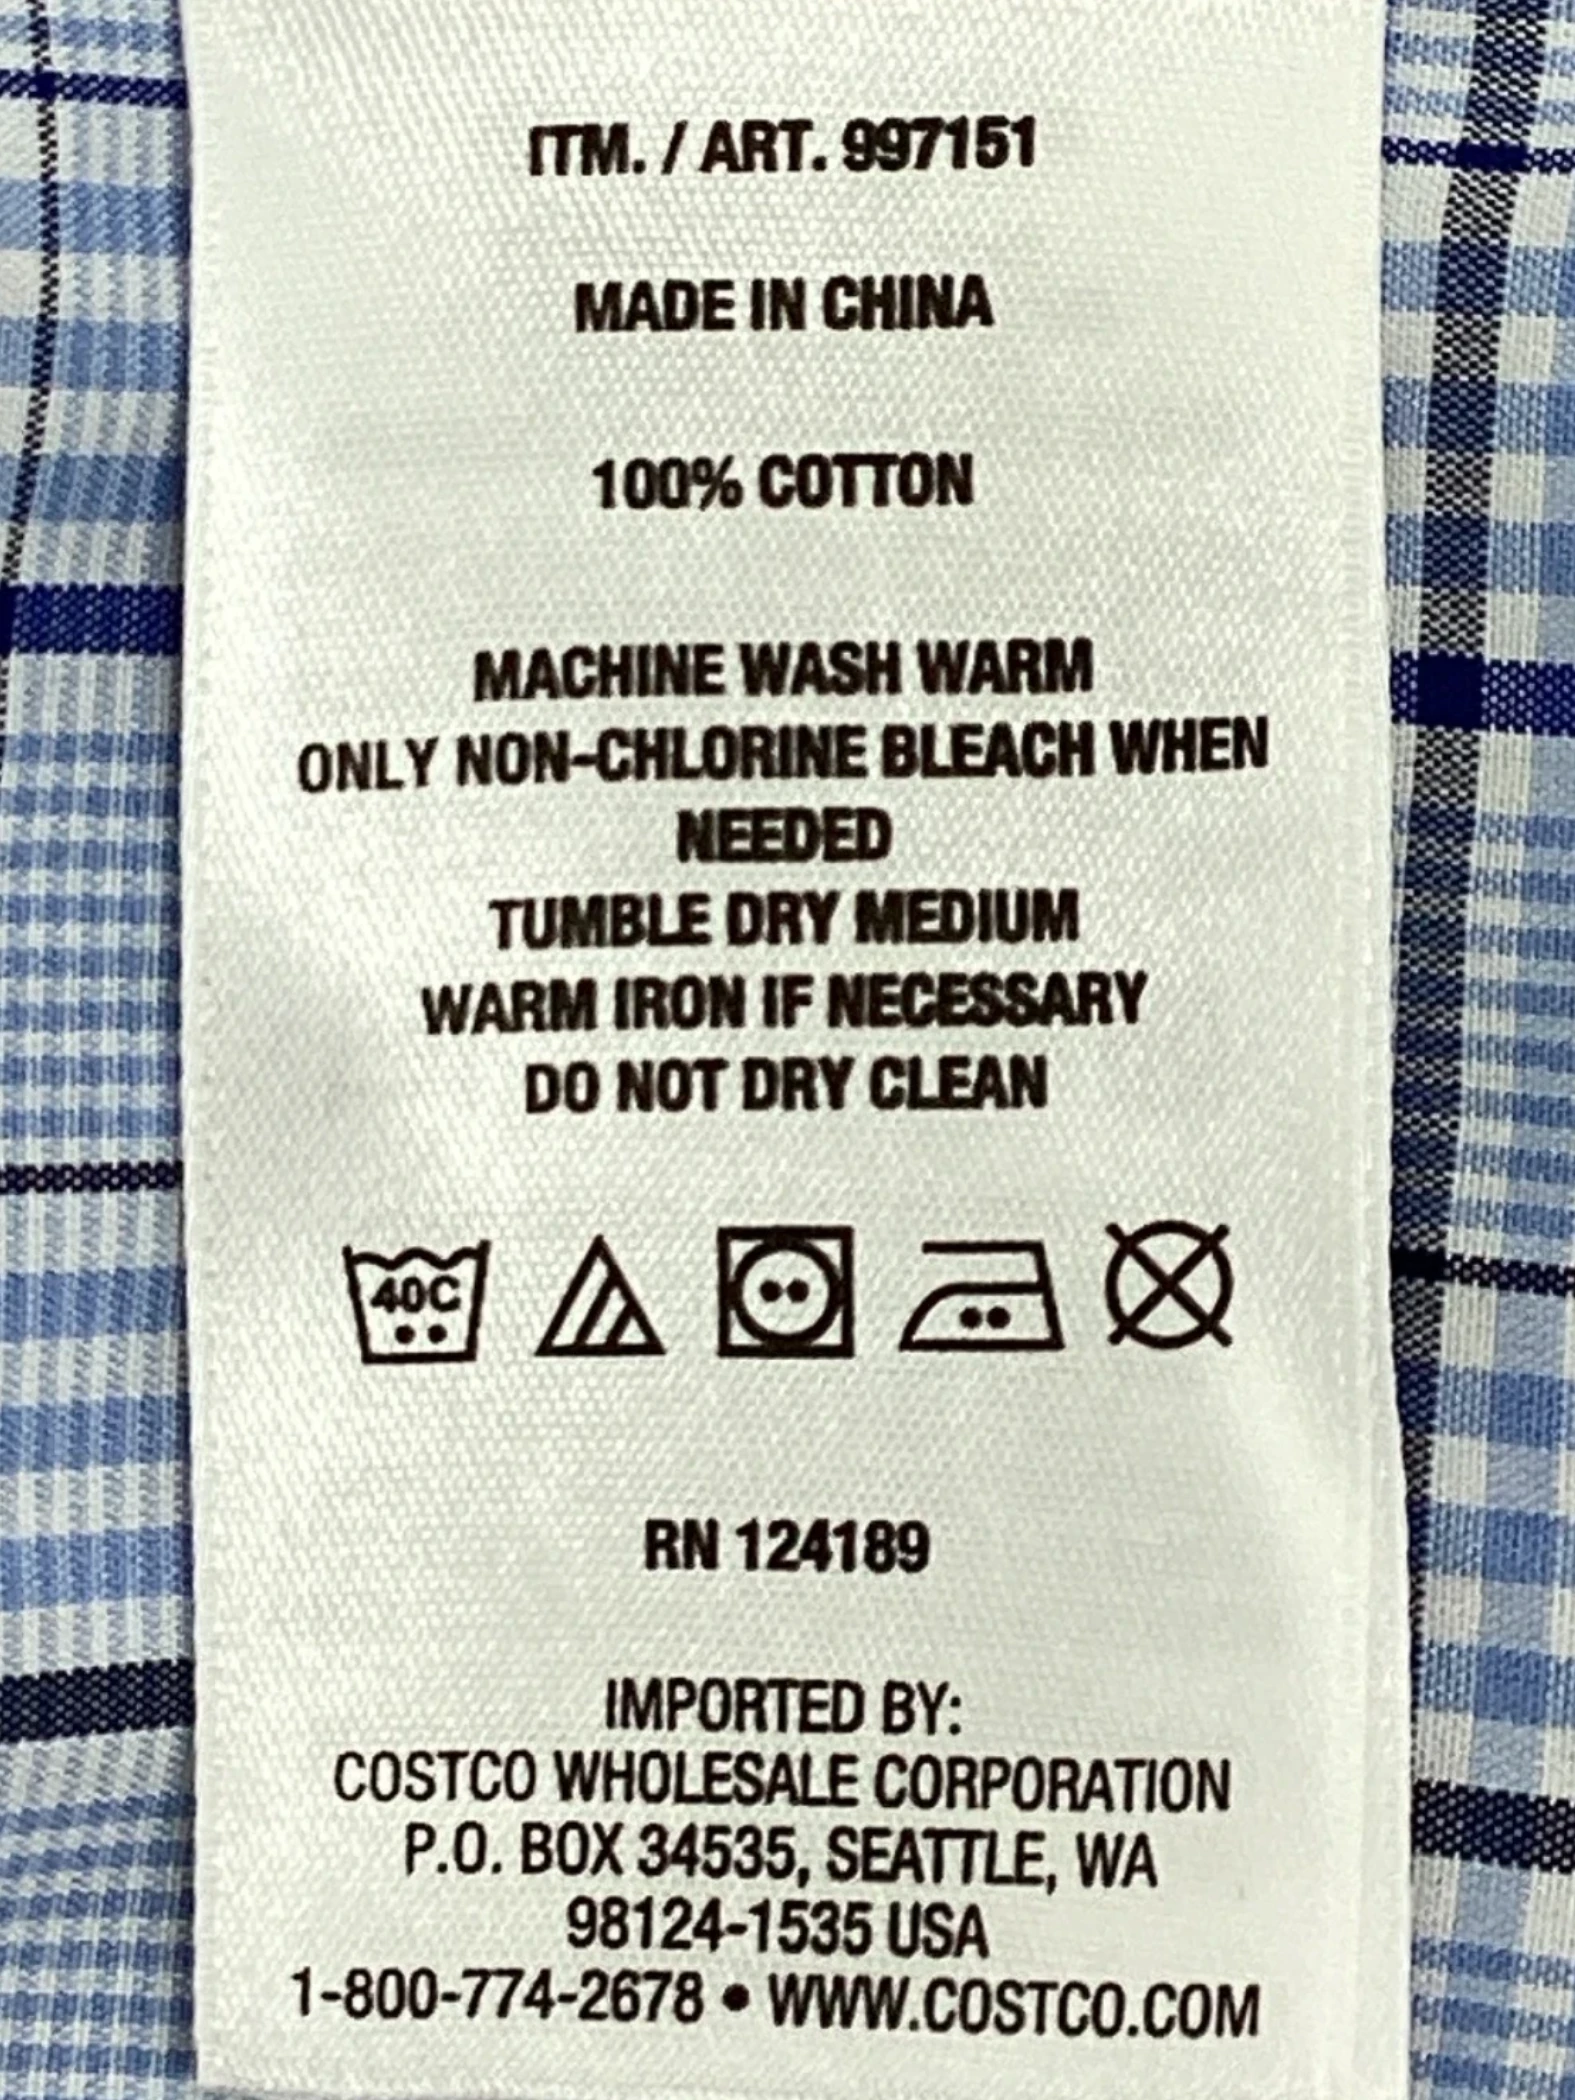 ITM. / ART. 997151
MADE IN CHINA
100% COTTON
MACHINE WASH WARM
ONLY NON-CHLORINE BLEACH WHEN
NEEDED
TUMBLE DRY MEDIUM
WARM IRON IF NECESSARY
DO NOT DRY CLEAN
40C
RN 124189
IMPORTED BY:
COSTCO WHOLESALE CORPORATION
P.O. BOX 34535, SEATTLE, WA
98124-1535 USA
1-800-774-2678 • WWW.COSTCO.COM